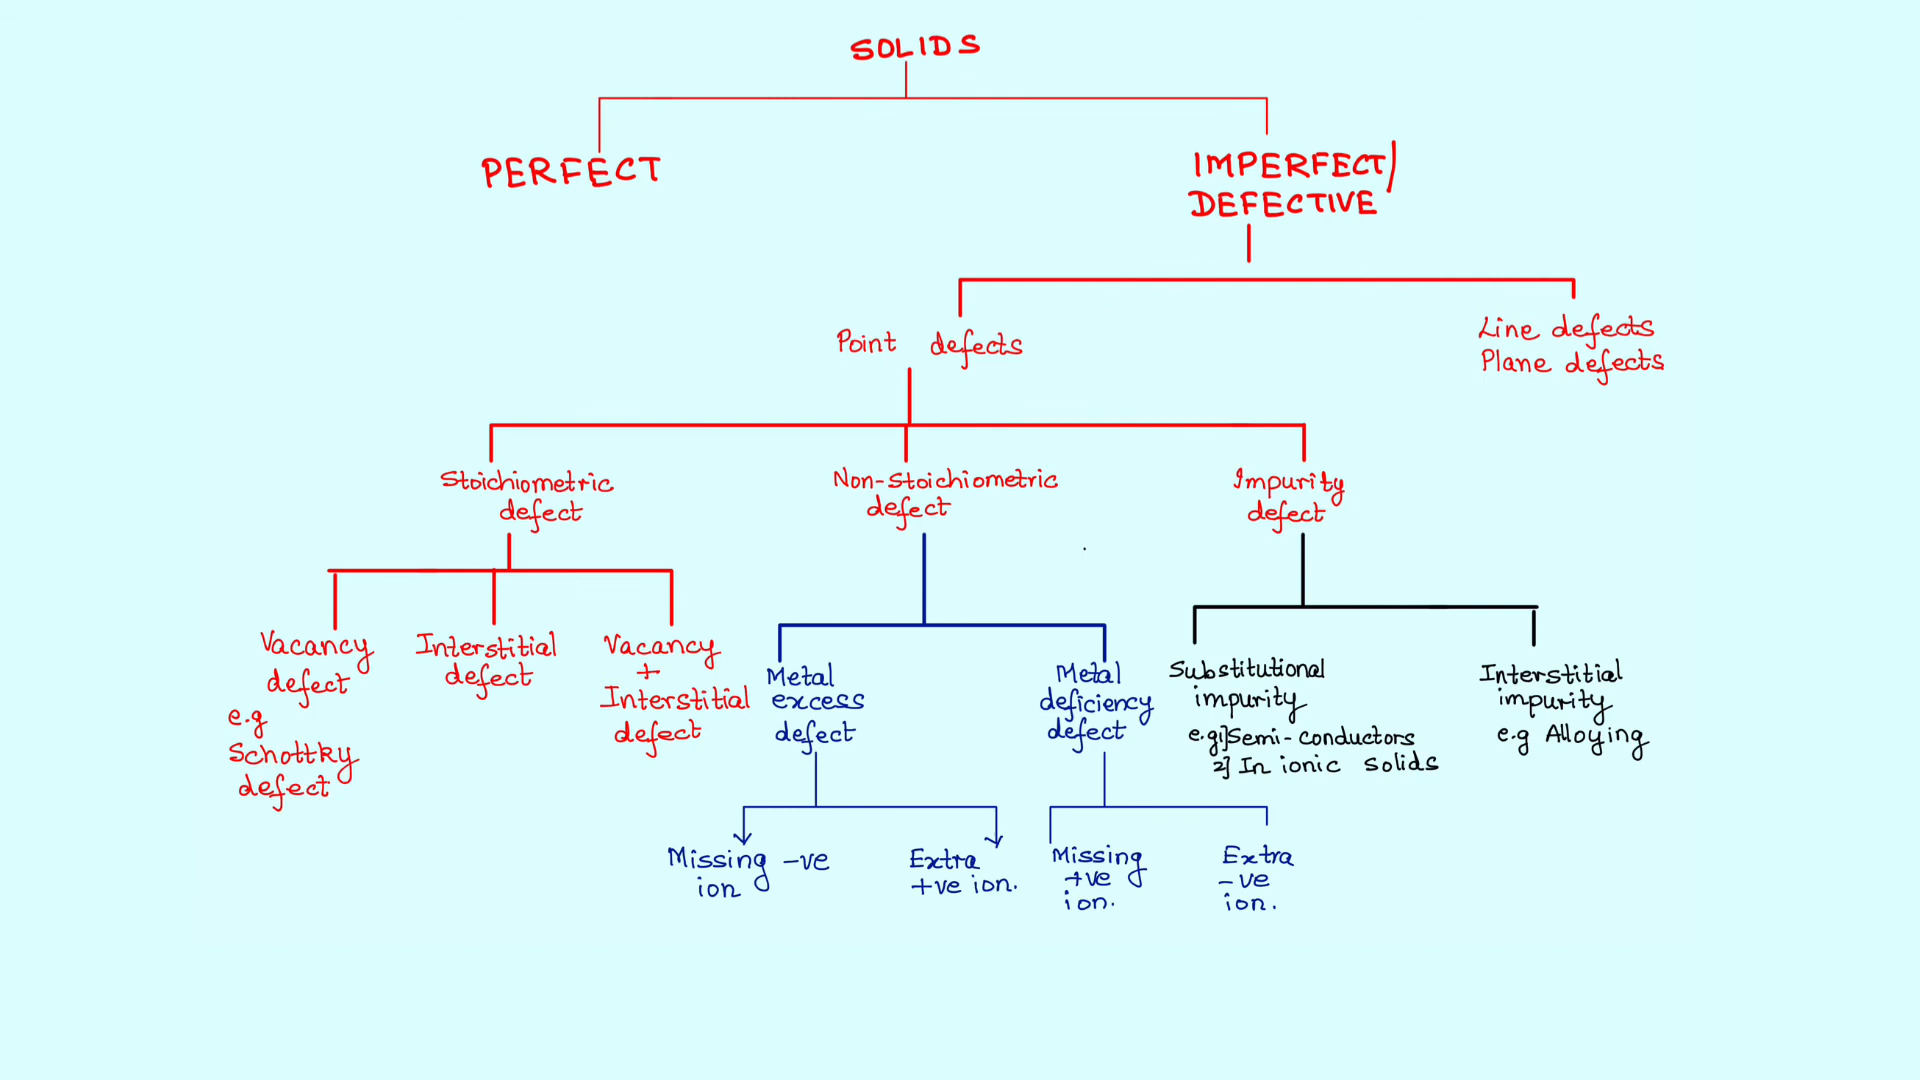 SOLIDS
PERFECT
IMPERFECT/
DEFECTIVE
Point defects
Line defects
Plane defects
Stoichiometric
defect
Non-Stoichiometric
defect
Impurity
defect
Vacancy
defect
e.g
Schottky
defect
Interstitial
defect
Vacancy
+
Interstitial
defect
Metal
excess
defect
Metal
deficiency
defect
Substitutional
impurity
e.g 1] Semi-conductors
2] In ionic solids
Interstitial
impurity
e.g Alloying
Missing -ve
ion
Extra
+ve ion.
Missing
+ve
ion.
Extra
-ve
ion.